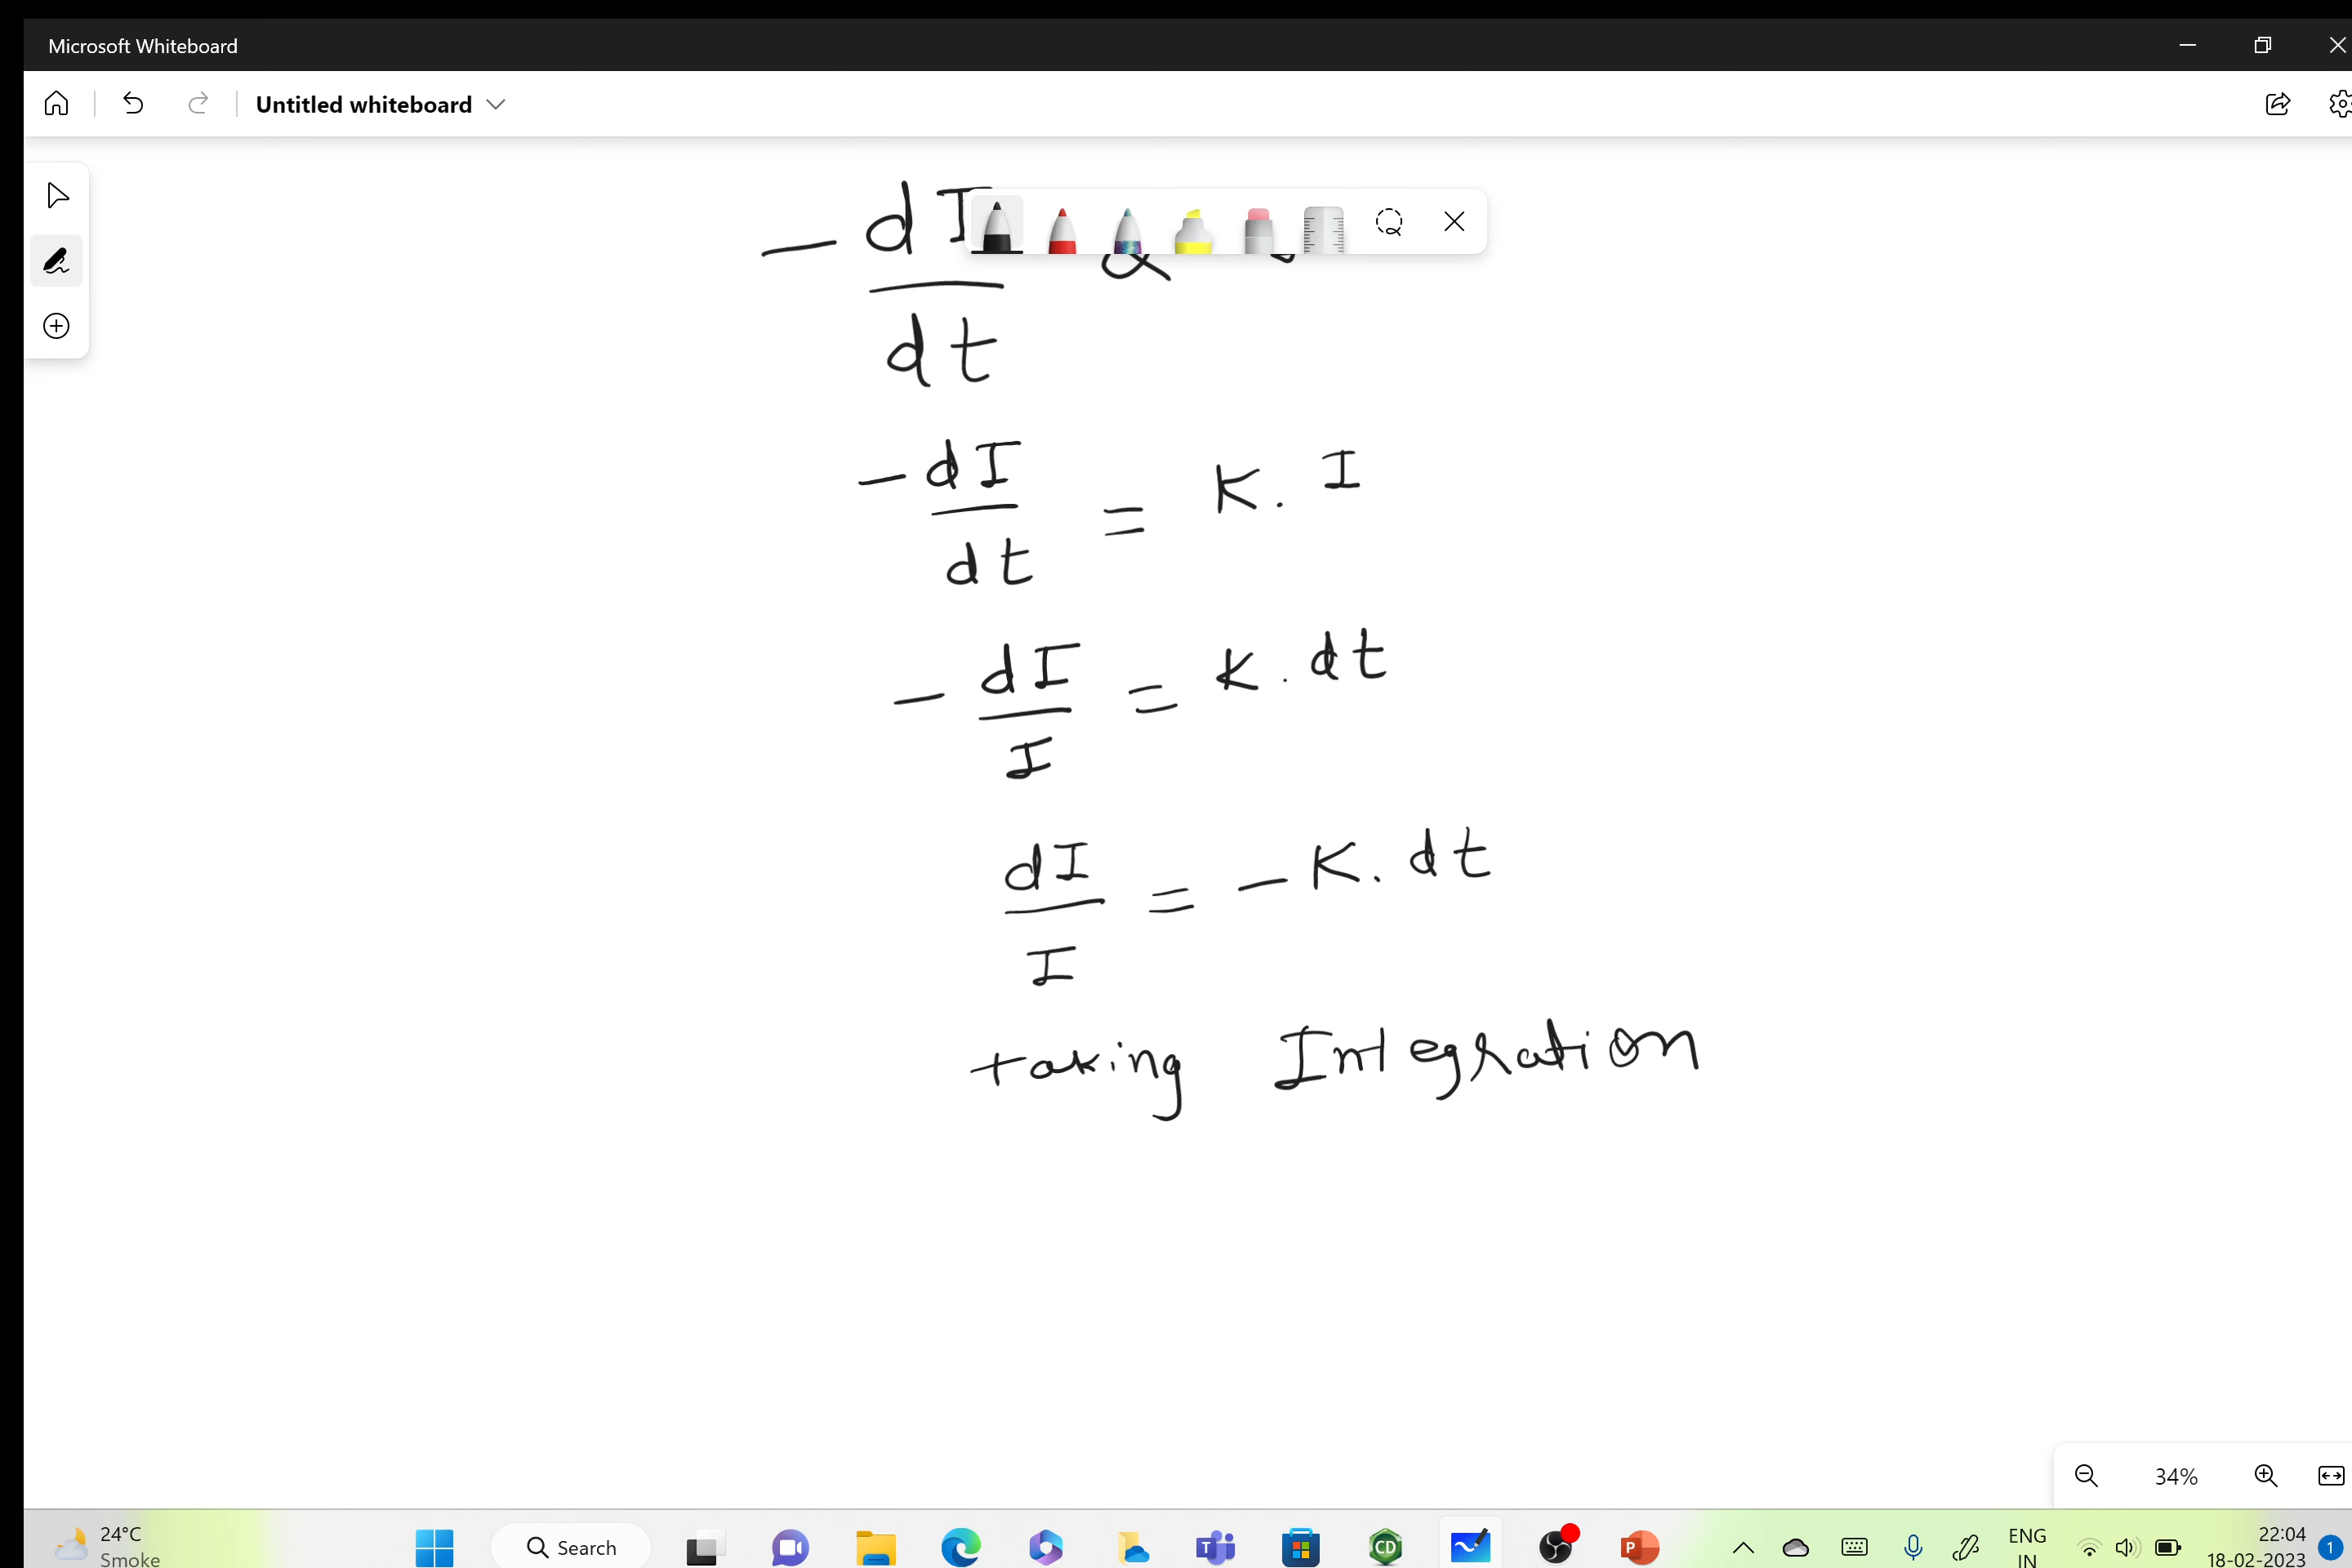 Microsoft Whiteboard
Untitled whiteboard
- dI/dt α
- dI/dt = K. I
- dI/I = K. dt
dI/I = - K. dt
taking Integration
34%
24°C
Smoke
Search
ENG
IN
22:04
18-02-2023
1